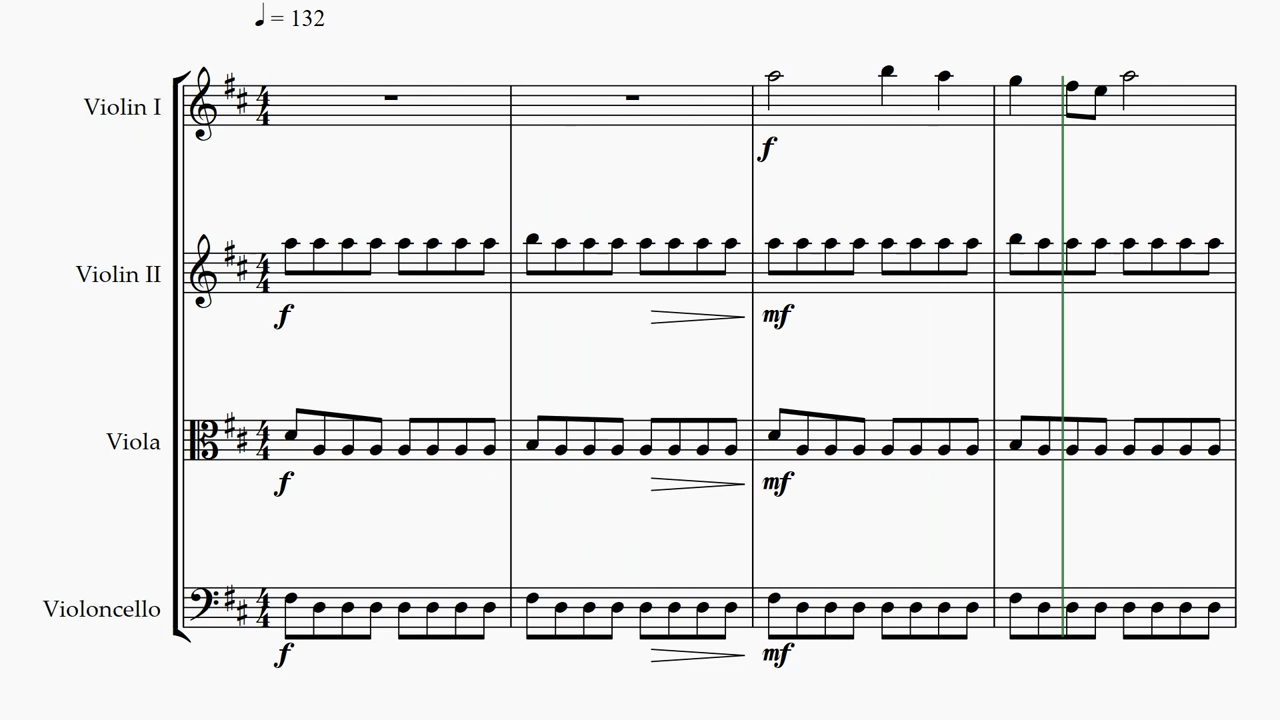 ♩ = 132
Violin I
f
Violin II
f mf
Viola
f mf
Violoncello
f mf